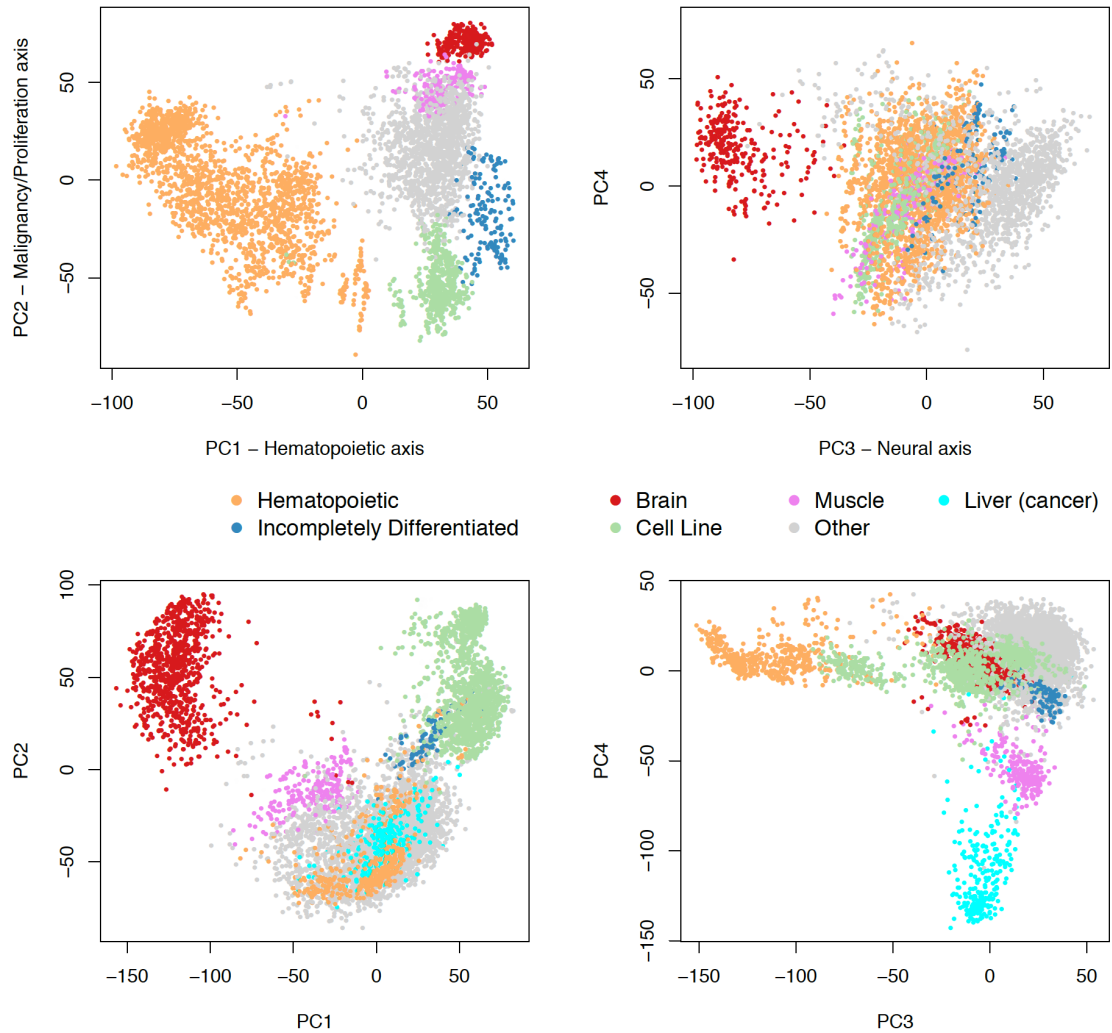 PC2 – Malignancy/Proliferation axis
50
0
−50
−100
−50
0
50
PC1 – Hematopoietic axis
PC4
50
0
−50
−100
−50
0
50
PC3 – Neural axis
Hematopoietic
Incompletely Differentiated
Brain
Cell Line
Muscle
Other
Liver (cancer)
PC2
100
50
0
−50
−150
−100
−50
0
50
PC1
PC4
50
0
−50
−100
−150
−150
−100
−50
0
50
PC3